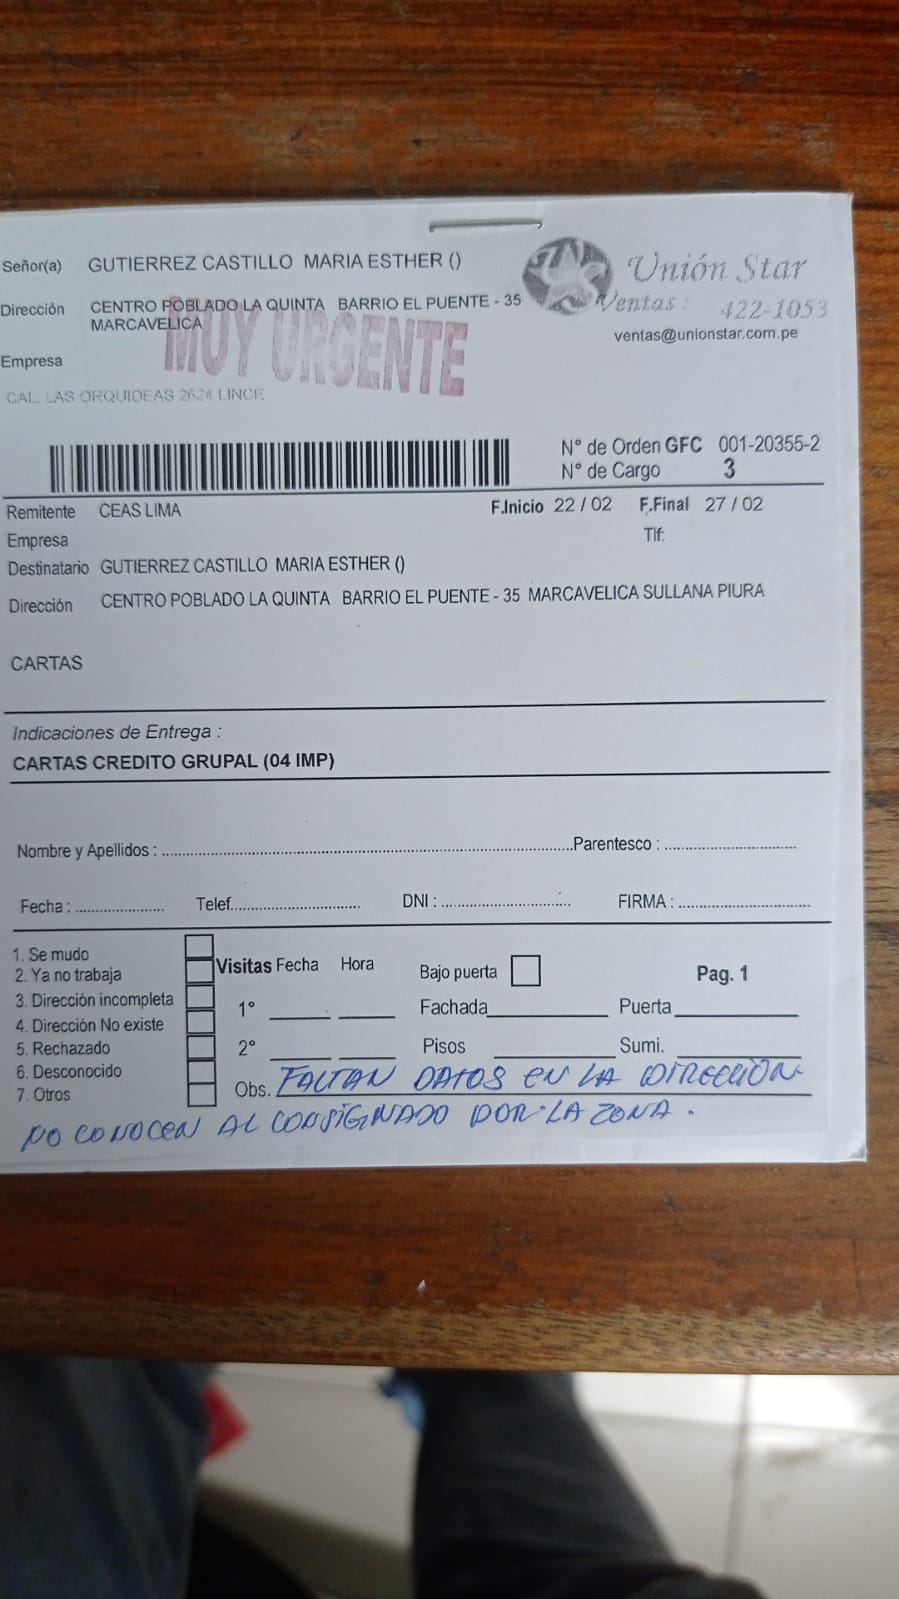 Señor(a) GUTIERREZ CASTILLO MARIA ESTHER ()
Unión Star
Dirección CENTRO POBLADO LA QUINTA BARRIO EL PUENTE - 35
MARCAVELICA
Ventas : 422-1053
ventas@unionstar.com.pe
MUY URGENTE
Empresa
CAL. LAS ORQUIDEAS 2624 LINCE
N° de Orden GFC 001-20355-2
N° de Cargo 3
Remitente CEAS LIMA F.Inicio 22 / 02 F.Final 27 / 02
Empresa Tlf:
Destinatario GUTIERREZ CASTILLO MARIA ESTHER ()
Dirección CENTRO POBLADO LA QUINTA BARRIO EL PUENTE - 35 MARCAVELICA SULLANA PIURA
CARTAS
Indicaciones de Entrega :
CARTAS CREDITO GRUPAL (04 IMP)
Nombre y Apellidos : Parentesco :
Fecha : Telef. DNI : FIRMA :
1. Se mudo
2. Ya no trabaja
3. Dirección incompleta
4. Dirección No existe
5. Rechazado
6. Desconocido
7. Otros
Visitas Fecha Hora Bajo puerta Pag. 1
1° Fachada Puerta
2° Pisos Sumi.
Obs. FALTAN DATOS EN LA DIRECCIÓN
NO CONOCEN AL CONSIGNADO POR LA ZONA.